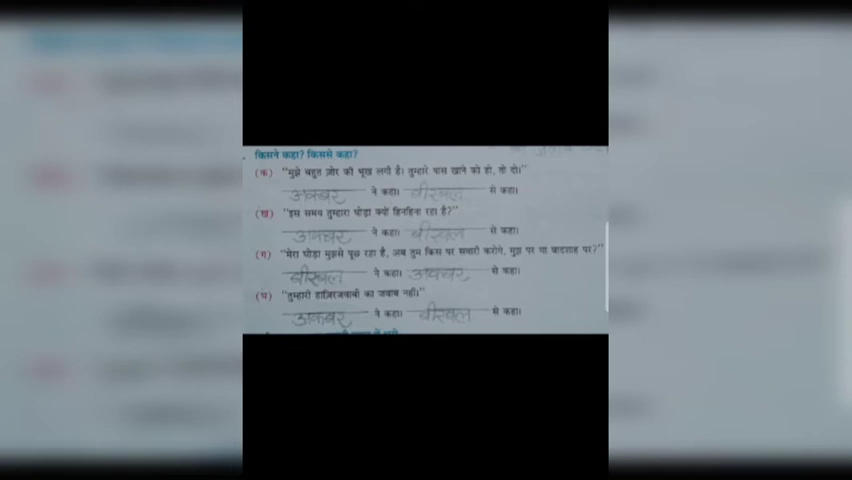 किसने कहा? किससे कहा?
(क) "मुझे बहुत ज़ोर की भूख लगी है। तुम्हारे पास खाने को हो, तो दो।"
अकबर ने कहा। बीरबल से कहा।
(ख) "इस समय तुम्हारा घोड़ा क्यों हिनहिना रहा है?"
अकबर ने कहा। बीरबल से कहा।
(ग) "मेरा घोड़ा मुझसे पूछ रहा है, अब तुम किस पर सवारी करोगे, मुझ पर या बादशाह पर?"
बीरबल ने कहा। अकबर से कहा।
(घ) "तुम्हारी हाज़िरजवाबी का जवाब नहीं।"
अकबर ने कहा। बीरबल से कहा।